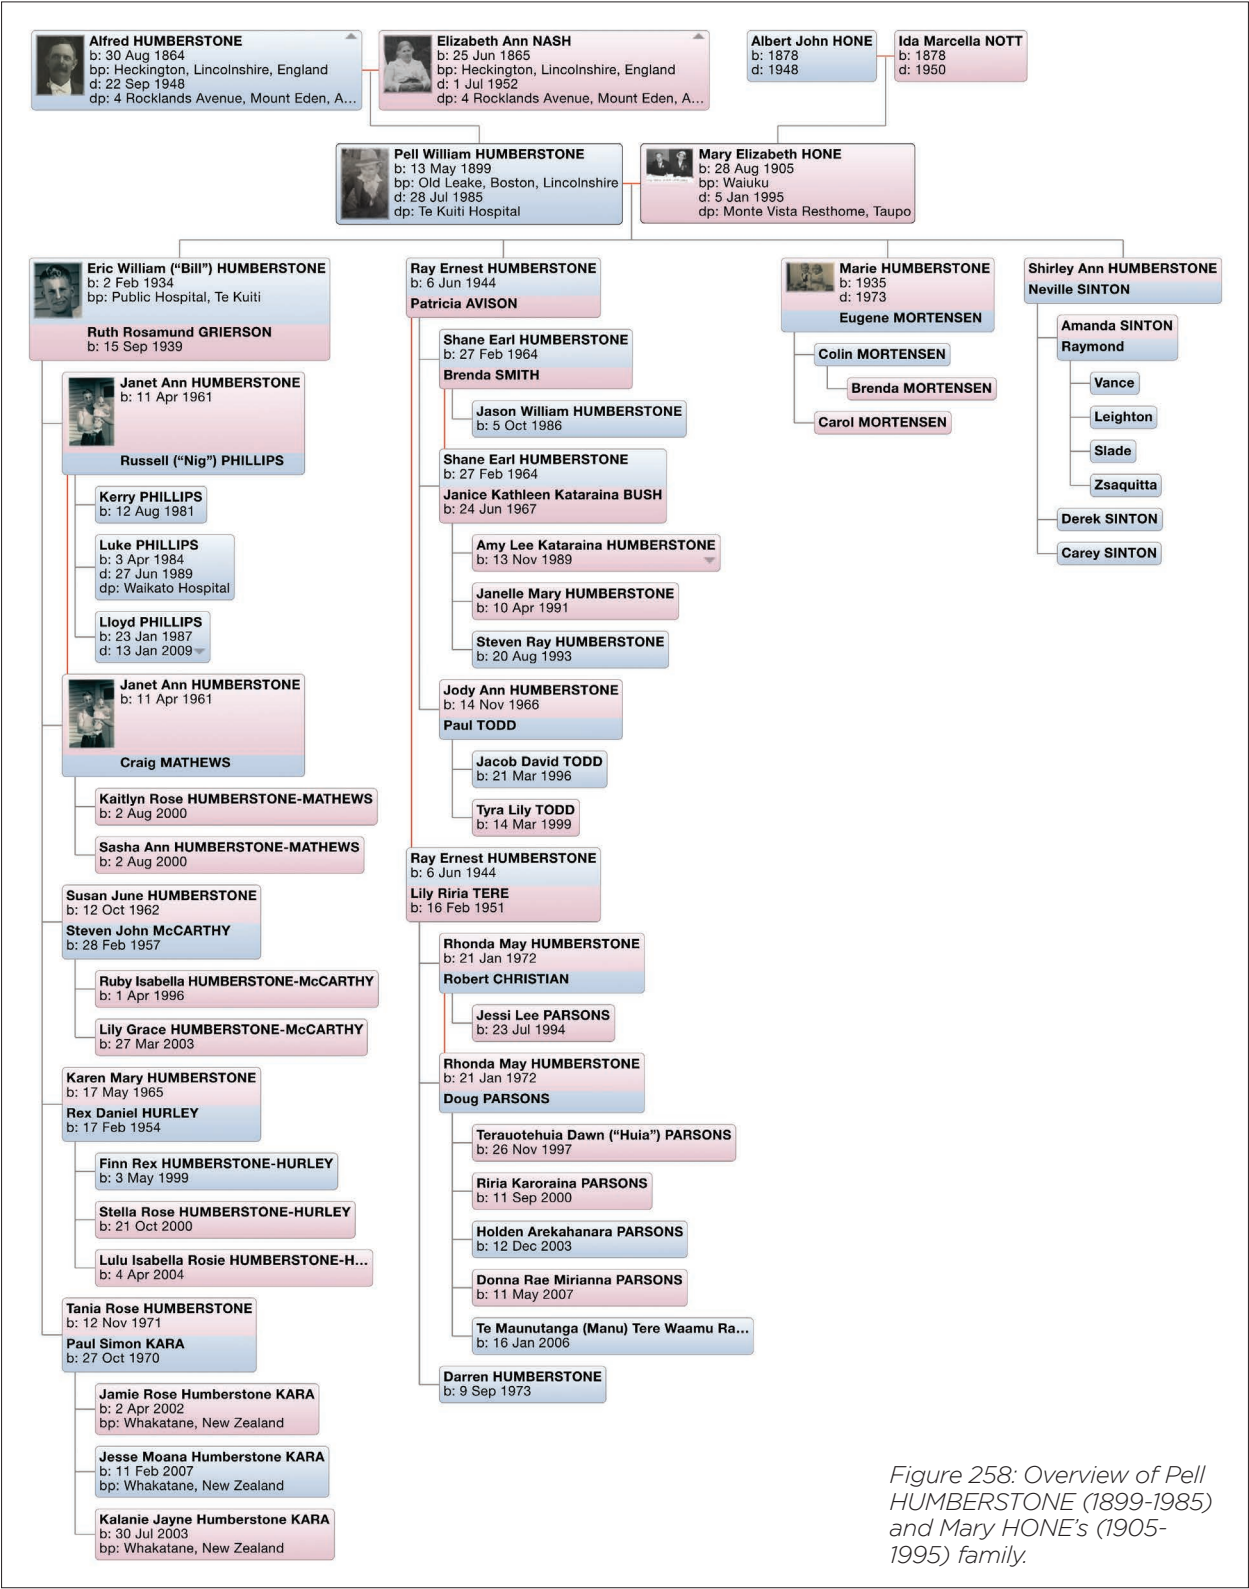 Alfred HUMBERSTONE
b: 30 Aug 1864
bp: Heckington, Lincolnshire, England
d: 22 Sep 1948
dp: 4 Rocklands Avenue, Mount Eden, A...
Elizabeth Ann NASH
b: 25 Jun 1865
bp: Heckington, Lincolnshire, England
d: 1 Jul 1952
dp: 4 Rocklands Avenue, Mount Eden, A...
Albert John HONE
b: 1878
d: 1948
Ida Marcella NOTT
b: 1878
d: 1950
Pell William HUMBERSTONE
b: 13 May 1899
bp: Old Leake, Boston, Lincolnshire
d: 28 Jul 1985
dp: Te Kuiti Hospital
Mary Elizabeth HONE
b: 28 Aug 1905
bp: Waiuku
d: 5 Jan 1995
dp: Monte Vista Resthome, Taupo
Eric William (“Bill”) HUMBERSTONE
b: 2 Feb 1934
bp: Public Hospital, Te Kuiti
Ruth Rosamund GRIERSON
b: 15 Sep 1939
Janet Ann HUMBERSTONE
b: 11 Apr 1961
Russell (“Nig”) PHILLIPS
Kerry PHILLIPS
b: 12 Aug 1981
Luke PHILLIPS
b: 3 Apr 1984
d: 27 Jun 1989
dp: Waikato Hospital
Lloyd PHILLIPS
b: 23 Jan 1987
d: 13 Jan 2009
Janet Ann HUMBERSTONE
b: 11 Apr 1961
Craig MATHEWS
Kaitlyn Rose HUMBERSTONE-MATHEWS
b: 2 Aug 2000
Sasha Ann HUMBERSTONE-MATHEWS
b: 2 Aug 2000
Susan June HUMBERSTONE
b: 12 Oct 1962
Steven John McCARTHY
b: 28 Feb 1957
Ruby Isabella HUMBERSTONE-McCARTHY
b: 1 Apr 1996
Lily Grace HUMBERSTONE-McCARTHY
b: 27 Mar 2003
Karen Mary HUMBERSTONE
b: 17 May 1965
Rex Daniel HURLEY
b: 17 Feb 1954
Finn Rex HUMBERSTONE-HURLEY
b: 3 May 1999
Stella Rose HUMBERSTONE-HURLEY
b: 21 Oct 2000
Lulu Isabella Rosie HUMBERSTONE-H...
b: 4 Apr 2004
Tania Rose HUMBERSTONE
b: 12 Nov 1971
Paul Simon KARA
b: 27 Oct 1970
Jamie Rose Humberstone KARA
b: 2 Apr 2002
bp: Whakatane, New Zealand
Jesse Moana Humberstone KARA
b: 11 Feb 2007
bp: Whakatane, New Zealand
Kalanie Jayne Humberstone KARA
b: 30 Jul 2003
bp: Whakatane, New Zealand
Ray Ernest HUMBERSTONE
b: 6 Jun 1944
Patricia AVISON
Shane Earl HUMBERSTONE
b: 27 Feb 1964
Brenda SMITH
Jason William HUMBERSTONE
b: 5 Oct 1986
Shane Earl HUMBERSTONE
b: 27 Feb 1964
Janice Kathleen Kataraina BUSH
b: 24 Jun 1967
Amy Lee Kataraina HUMBERSTONE
b: 13 Nov 1989
Janelle Mary HUMBERSTONE
b: 10 Apr 1991
Steven Ray HUMBERSTONE
b: 20 Aug 1993
Jody Ann HUMBERSTONE
b: 14 Nov 1966
Paul TODD
Jacob David TODD
b: 21 Mar 1996
Tyra Lily TODD
b: 14 Mar 1999
Ray Ernest HUMBERSTONE
b: 6 Jun 1944
Lily Riria TERE
b: 16 Feb 1951
Rhonda May HUMBERSTONE
b: 21 Jan 1972
Robert CHRISTIAN
Jessi Lee PARSONS
b: 23 Jul 1994
Rhonda May HUMBERSTONE
b: 21 Jan 1972
Doug PARSONS
Terauotehuia Dawn (“Huia”) PARSONS
b: 26 Nov 1997
Riria Karoraina PARSONS
b: 11 Sep 2000
Holden Arekahanara PARSONS
b: 12 Dec 2003
Donna Rae Mirianna PARSONS
b: 11 May 2007
Te Maunutanga (Manu) Tere Waamu Ra...
b: 16 Jan 2006
Darren HUMBERSTONE
b: 9 Sep 1973
Marie HUMBERSTONE
b: 1935
d: 1973
Eugene MORTENSEN
Colin MORTENSEN
Brenda MORTENSEN
Carol MORTENSEN
Shirley Ann HUMBERSTONE
Neville SINTON
Amanda SINTON
Raymond
Vance
Leighton
Slade
Zsaquitta
Derek SINTON
Carey SINTON
Figure 258: Overview of Pell
HUMBERSTONE (1899-1985)
and Mary HONE’s (1905-
1995) family.